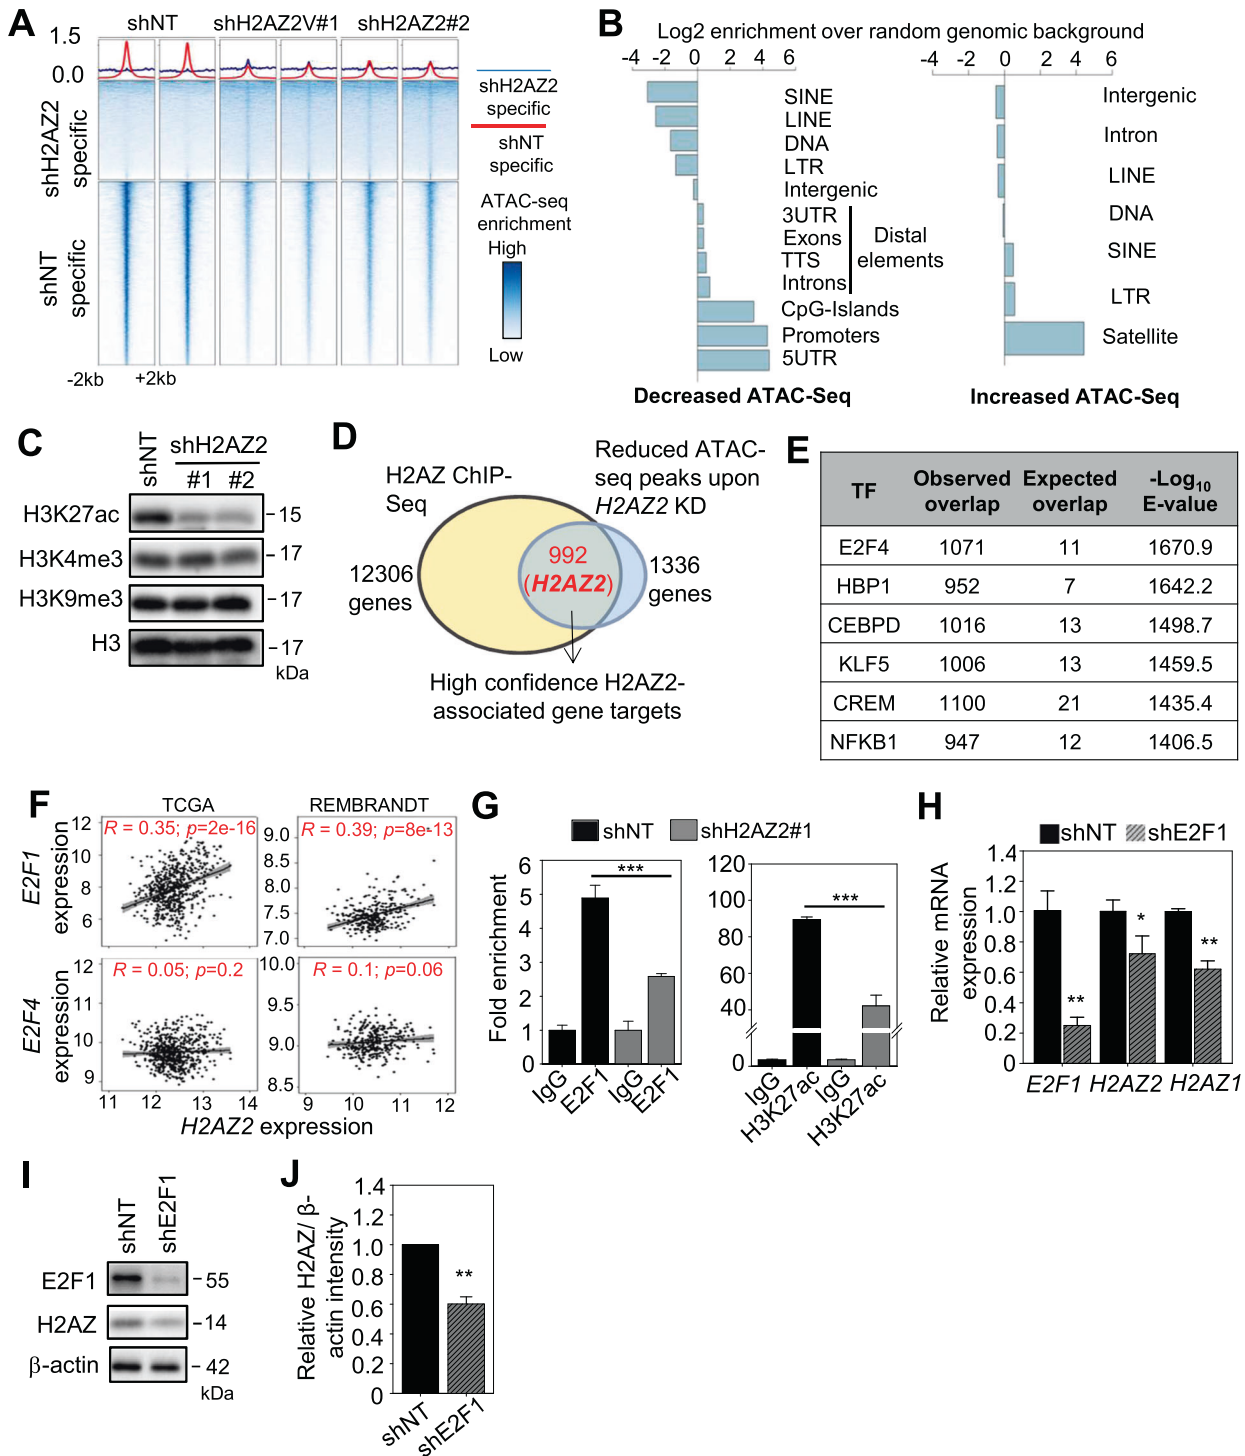 A
shNT
shH2AZ2V#1
shH2AZ2#2
1.5
0.0
shH2AZ2
specific
shNT
specific
shH2AZ2
specific
shNT
specific
ATAC-seq
enrichment
High
Low
-2kb
+2kb
B
Log2 enrichment over random genomic background
-4 -2 0 2 4 6
SINE
LINE
DNA
LTR
Intergenic
3UTR
Exons
TTS
Introns
Distal
elements
CpG-Islands
Promoters
5UTR
Decreased ATAC-Seq
-4 -2 0 2 4 6
Intergenic
Intron
LINE
DNA
SINE
LTR
Satellite
Increased ATAC-Seq
C
shNT
shH2AZ2
#1 #2
H3K27ac
15
H3K4me3
17
H3K9me3
17
H3
17
kDa
D
H2AZ ChIP-
Seq
Reduced ATAC-
seq peaks upon
H2AZ2 KD
12306
genes
992
(H2AZ2)
1336
genes
High confidence H2AZ2-
associated gene targets
E
TF Observed overlap Expected overlap -Log10 E-value
E2F4 1071 11 1670.9
HBP1 952 7 1642.2
CEBPD 1016 13 1498.7
KLF5 1006 13 1459.5
CREM 1100 21 1435.4
NFKB1 947 12 1406.5
F
TCGA
REMBRANDT
E2F1
expression
12
10
8
6
R = 0.35; p=2e-16
9.0
8.5
8.0
7.5
7.0
R = 0.39; p=8e-13
E2F4
expression
12
11
10
9
R = 0.05; p=0.2
10.0
9.5
9.0
8.5
R = 0.1; p=0.06
11 12 13 14
9 10 11 12
H2AZ2 expression
G
shNT
shH2AZ2#1
Fold enrichment
6
5
4
3
2
1
0
***
IgG
E2F1
IgG
E2F1
120
100
80
60
40
0
***
IgG
H3K27ac
IgG
H3K27ac
H
shNT
shE2F1
Relative mRNA
expression
1.4
1.2
1.0
0.8
0.6
0.4
0.2
0
**
*
**
E2F1
H2AZ2
H2AZ1
I
shNT
shE2F1
E2F1
55
H2AZ
14
β-actin
42
kDa
J
Relative H2AZ/ β-
actin intensity
1.4
1.2
1.0
0.8
0.6
0.4
0.2
0
**
shNT
shE2F1